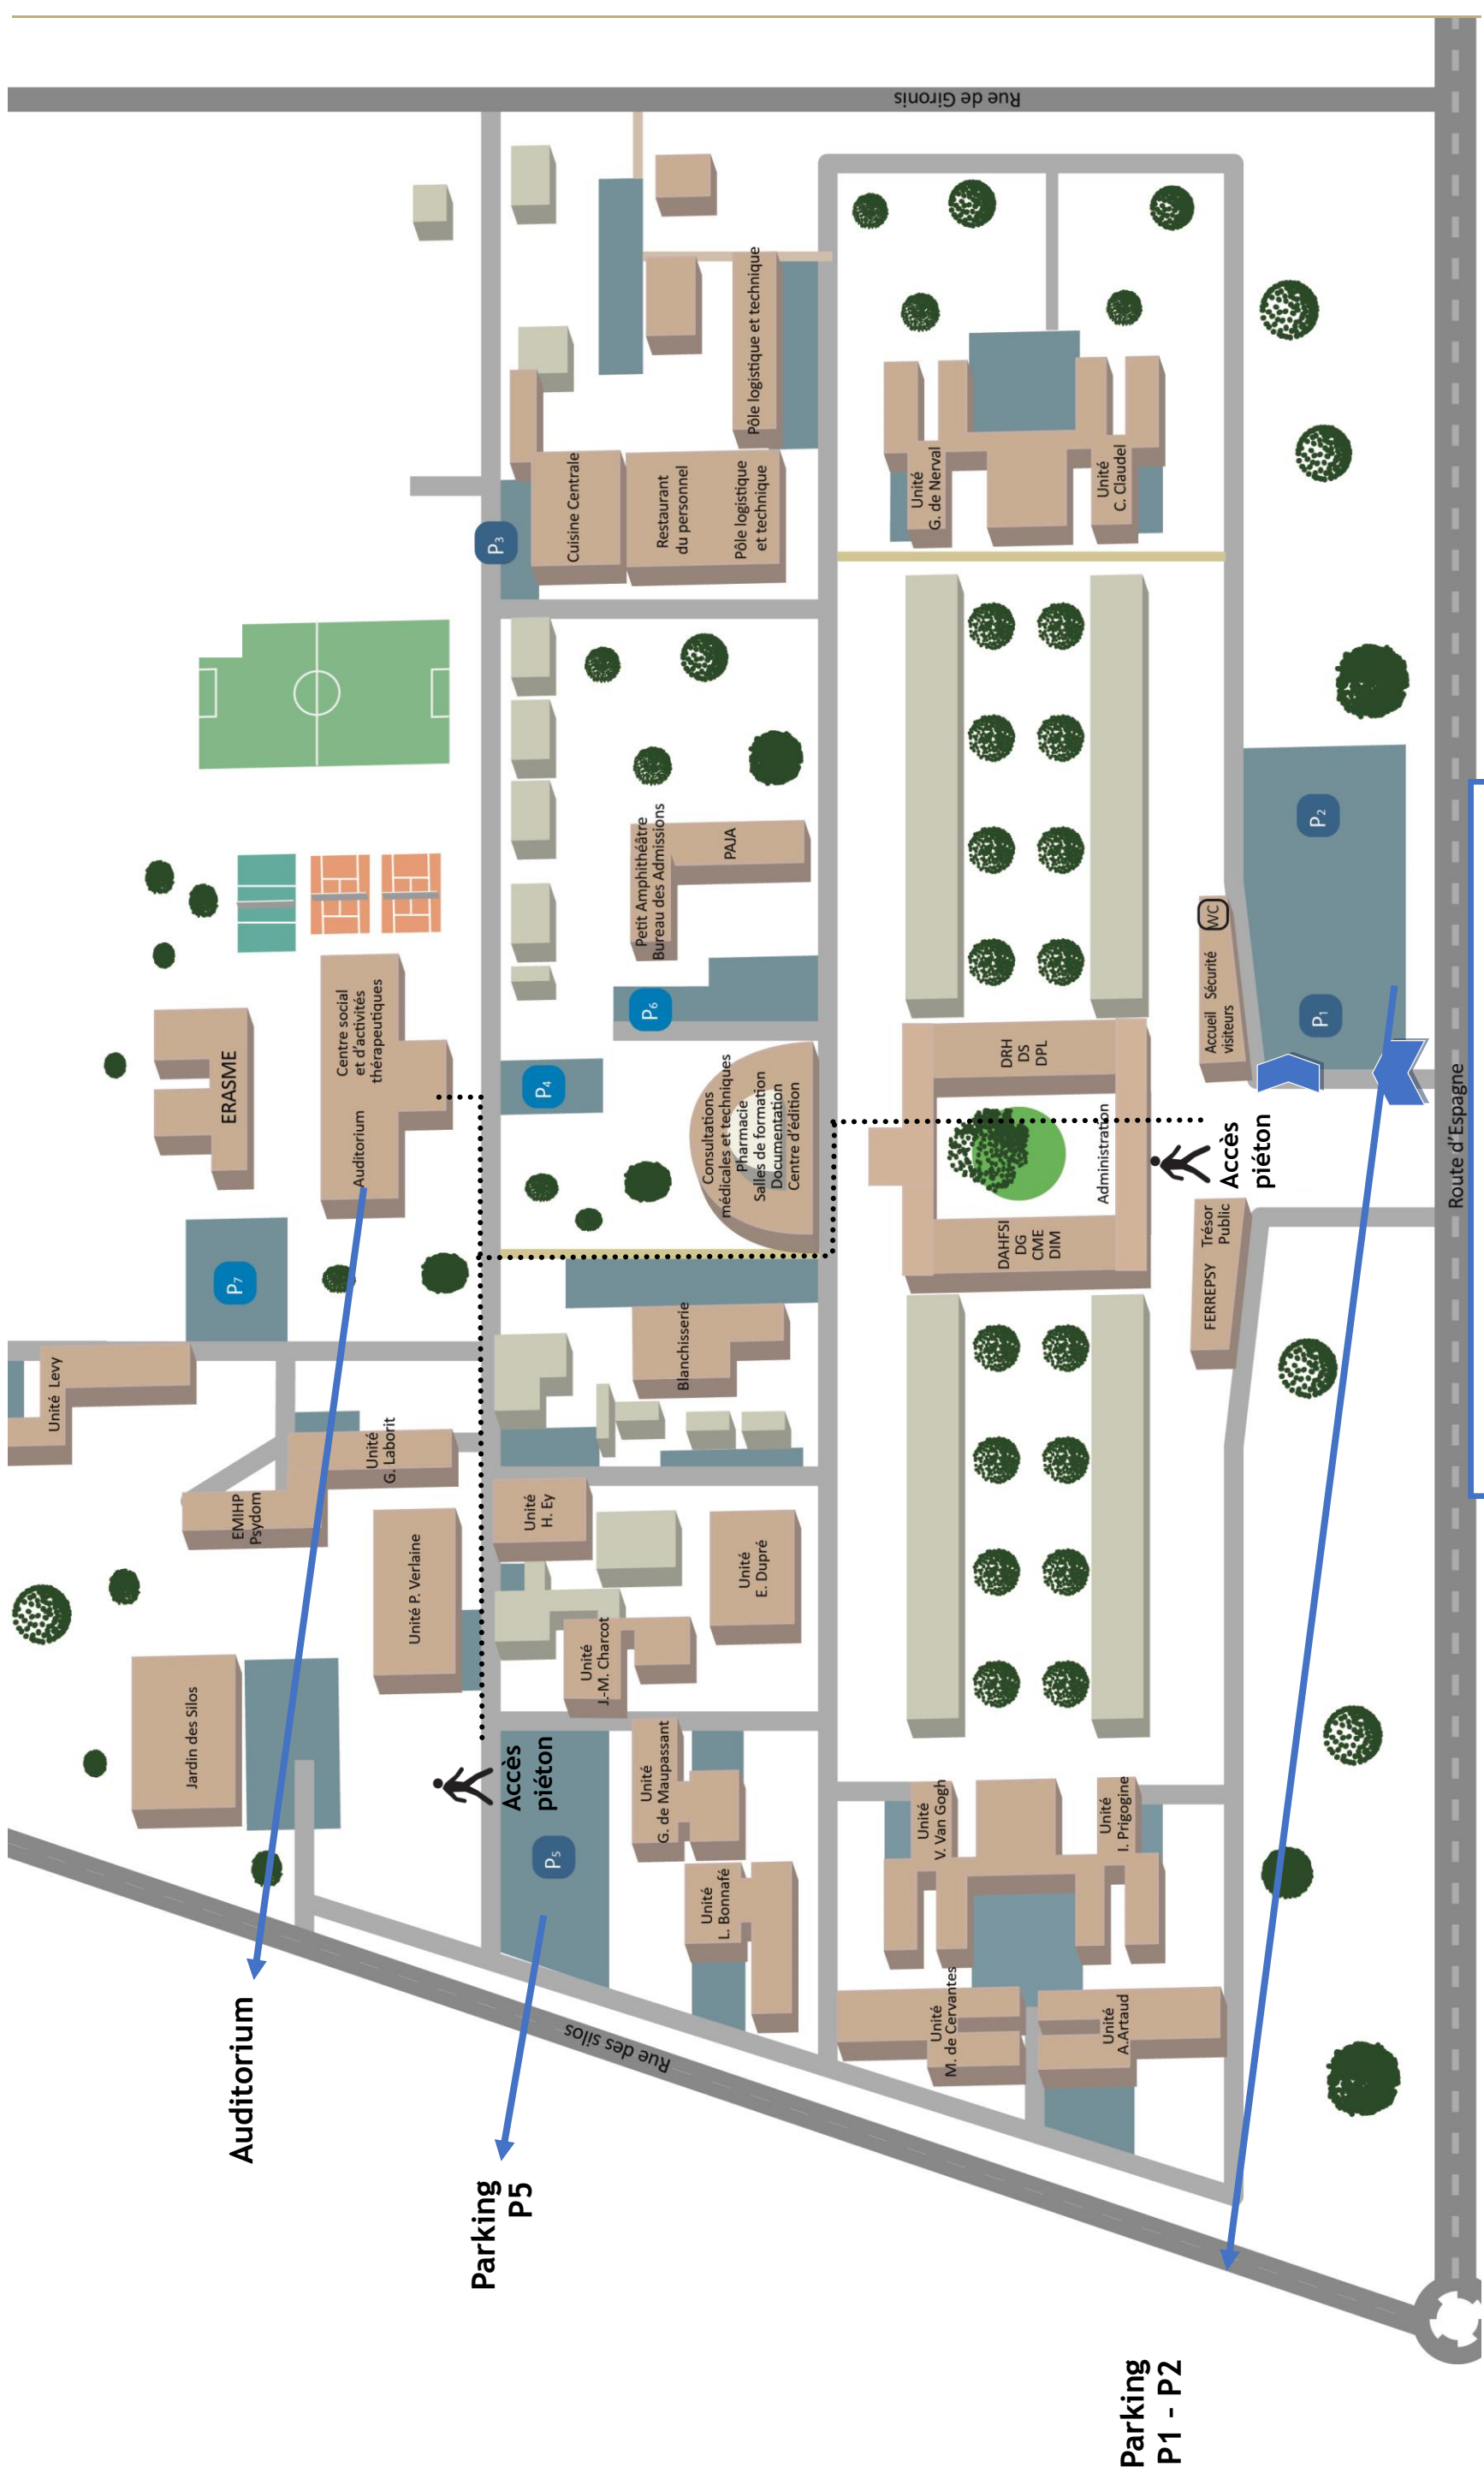 Auditorium
Parking
P5
Parking
P1 - P2
Rue de Gironis
Rue des silos
Route d'Espagne
Jardin des Silos
Unité Levy
EMIHP
Psydom
Unité
G. Laborit
Unité P. Verlaine
P7
ERASME
Auditorium
Centre social
et d'activités
thérapeutiques
Accès
piéton
P5
Unité
H. Ey
Unité
J.-M. Charcot
Unité
E. Dupré
Unité
G. de Maupassant
Unité
L. Bonnafé
Blanchisserie
P4
P6
Consultations
médicales et techniques
Pharmacie
Salles de formation
Documentation
Centre d'édition
Petit Amphithéâtre
Bureau des Admissions
PAJA
P3
Cuisine Centrale
Restaurant
du personnel
Pôle logistique
et technique
Pôle logistique et technique
Unité
M. de Cervantes
Unité
A.Artaud
Unité
V. Van Gogh
Unité
I. Prigogine
DAHFSI
DG
CME
DIM
Administration
DRH
DS
DPL
Unité
G. de Nerval
Unité
C. Claudel
FERREPSY
Trésor
Public
Accès
piéton
Accueil
visiteurs
Sécurité
WC
P1
P2